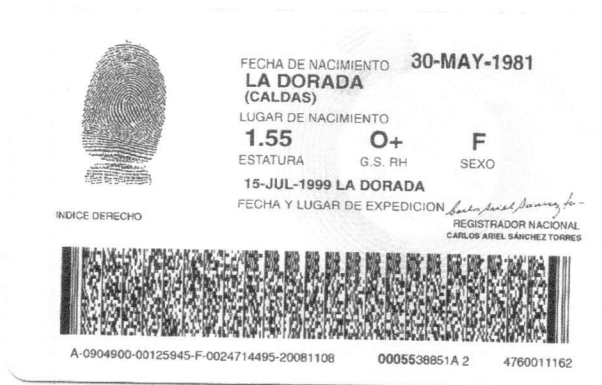 FECHA DE NACIMIENTO 30-MAY-1981
LA DORADA
(CALDAS)
LUGAR DE NACIMIENTO
1.55 O+ F
ESTATURA G.S. RH SEXO
15-JUL-1999 LA DORADA
FECHA Y LUGAR DE EXPEDICION
INDICE DERECHO
REGISTRADOR NACIONAL
CARLOS ARIEL SÁNCHEZ TORRES
A-0904900-00125945-F-0024714495-20081108 0005538851A 2 4760011162